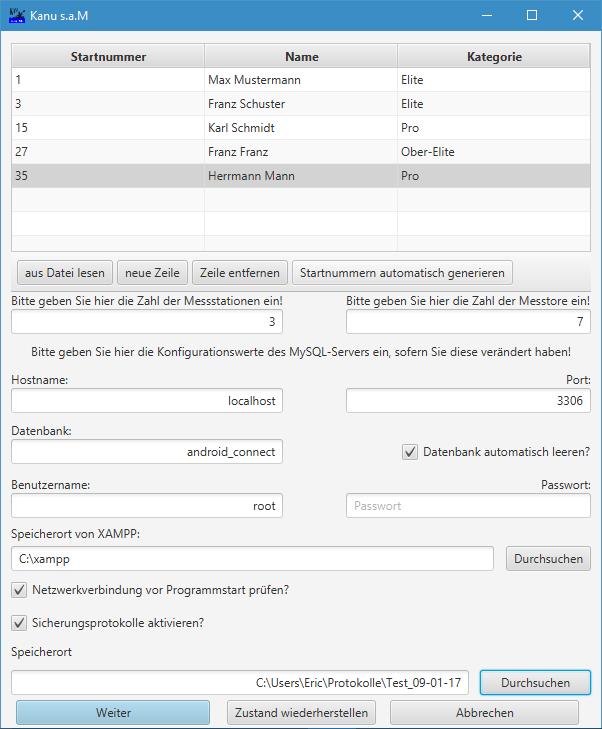 Kanu s.a.M
Startnummer Name Kategorie
1 Max Mustermann Elite
3 Franz Schuster Elite
15 Karl Schmidt Pro
27 Franz Franz Ober-Elite
35 Herrmann Mann Pro
aus Datei lesen neue Zeile Zeile entfernen Startnummern automatisch generieren
Bitte geben Sie hier die Zahl der Messstationen ein! Bitte geben Sie hier die Zahl der Messtore ein!
3 7
Bitte geben Sie hier die Konfigurationswerte des MySQL-Servers ein, sofern Sie diese verändert haben!
Hostname: Port:
localhost 3306
Datenbank:
android_connect Datenbank automatisch leeren?
Benutzername: Passwort:
root Passwort
Speicherort von XAMPP:
C:\xampp Durchsuchen
Netzwerkverbindung vor Programmstart prüfen?
Sicherungsprotokolle aktivieren?
Speicherort
C:\Users\Eric\Protokolle\Test_09-01-17 Durchsuchen
Weiter Zustand wiederherstellen Abbrechen